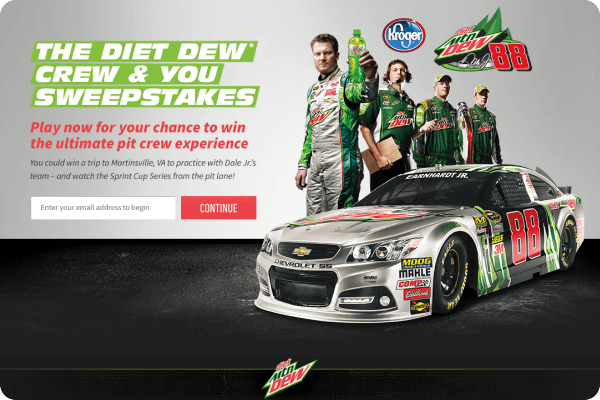 THE DIET DEW®
CREW & YOU
SWEEPSTAKES
Play now for your chance to win
the ultimate pit crew experience
You could win a trip to Martinsville, VA to practice with Dale Jr.'s
team – and watch the Sprint Cup Series from the pit lane!
Enter your email address to begin
CONTINUE
Kroger
Diet
Mtn
DEW
88
EARNHARDT JR.
88
CHEVROLET SS
MOOG
MAHLE
COMP
3M
Diet
Mtn
DEW